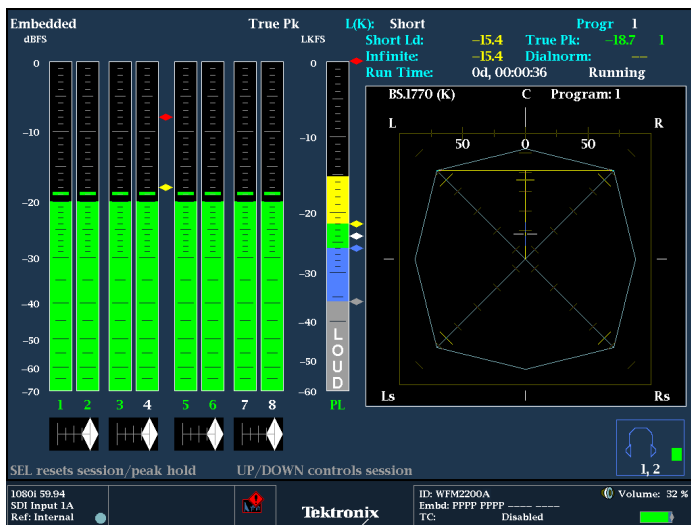 Embedded True Pk L(K): Short Progr 1
dBFS LKFS Short Ld: −15.4 True Pk: −18.7 1
Infinite: −15.4 Dialnorm: −−
Run Time: 0d, 00:00:36 Running
0 0 BS.1770 (K) C Program: 1
L R
50 0 50
−10 −10
−20 −20
−30 −30
−40 −40
−50 −50
−60
−70 −60
LOUD
Ls Rs
1 2 3 4 5 6 7 8 PL
1, 2
SEL resets session/peak hold UP/DOWN controls session
1080i 59.94
SDI Input 1A
Ref: Internal
Tektronix
ID: WFM2200A
Embd: PPPP PPPP ---- ----
TC: Disabled
Volume: 32 %